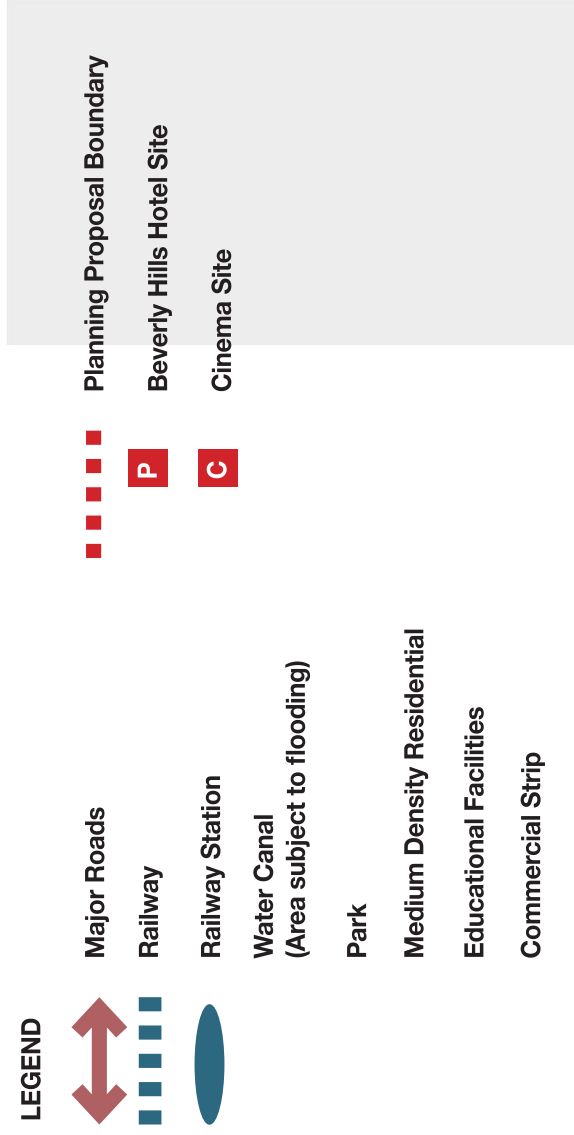 LEGEND
Major Roads
Railway
Railway Station
Water Canal
(Area subject to flooding)
Park
Medium Density Residential
Educational Facilities
Commercial Strip
Planning Proposal Boundary
P Beverly Hills Hotel Site
C Cinema Site